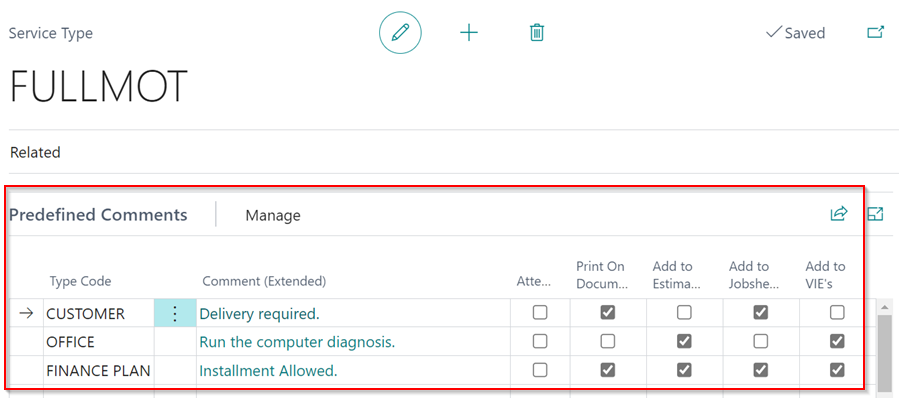 Service Type
Saved
FULLMOT
Related
Predefined Comments Manage
Type Code Comment (Extended) Atte... Print On Docum... Add to Estima... Add to Jobshe... Add to VIE's
CUSTOMER Delivery required.
OFFICE Run the computer diagnosis.
FINANCE PLAN Installment Allowed.